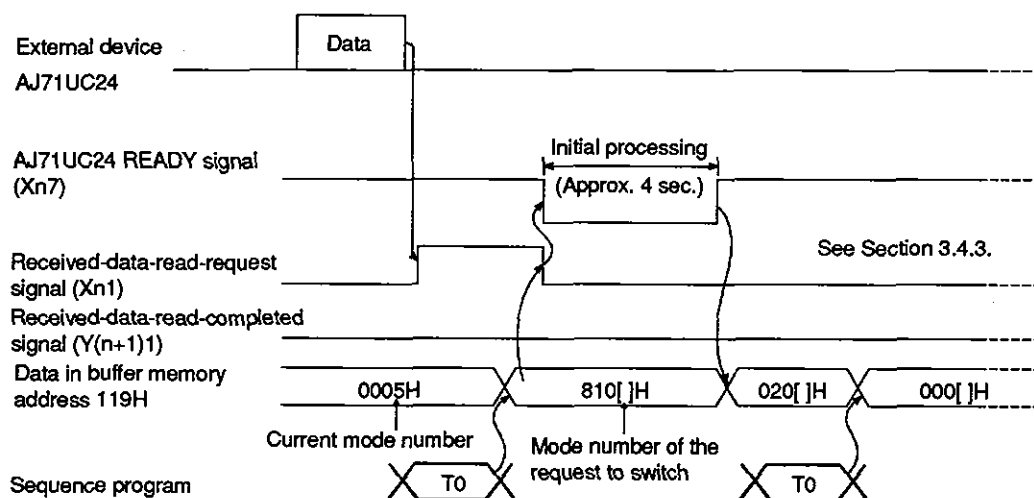 External device
Data
AJ71UC24
AJ71UC24 READY signal
(Xn7)
Initial processing
(Approx. 4 sec.)
Received-data-read-request
signal (Xn1)
See Section 3.4.3.
Received-data-read-completed
signal (Y(n+1)1)
Data in buffer memory
address 119H
0005H
810[ ]H
020[ ]H
000[ ]H
Current mode number
Mode number of the
request to switch
Sequence program
T0
T0